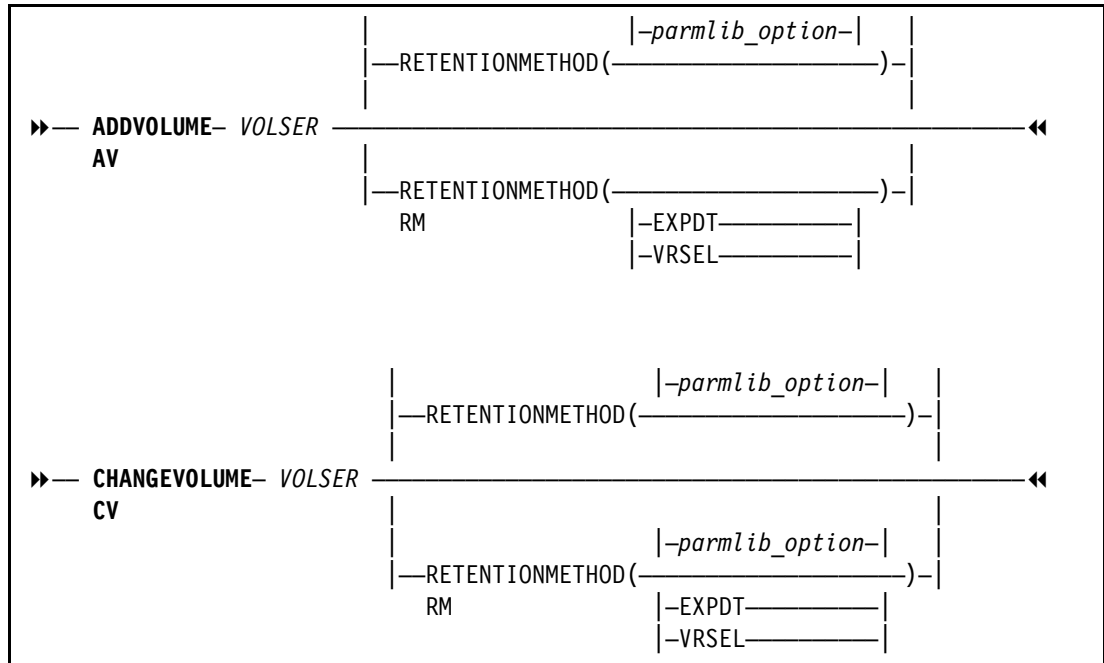 |–parmlib_option–|
|––RETENTIONMETHOD(–––––––––––––––––––)–|
►►–– ADDVOLUME– VOLSER ––––––––––––––––––––––––––––––––––––––––––––––––––◄◄
AV
|––RETENTIONMETHOD(–––––––––––––––––––)–|
RM |–EXPDT––––––––––|
|–VRSEL––––––––––|
|–parmlib_option–|
|––RETENTIONMETHOD(–––––––––––––––––––)–|
►►–– CHANGEVOLUME– VOLSER –––––––––––––––––––––––––––––––––––––––––––––––◄◄
CV
|–parmlib_option–|
|––RETENTIONMETHOD(–––––––––––––––––––)–|
RM |–EXPDT––––––––––|
|–VRSEL––––––––––|